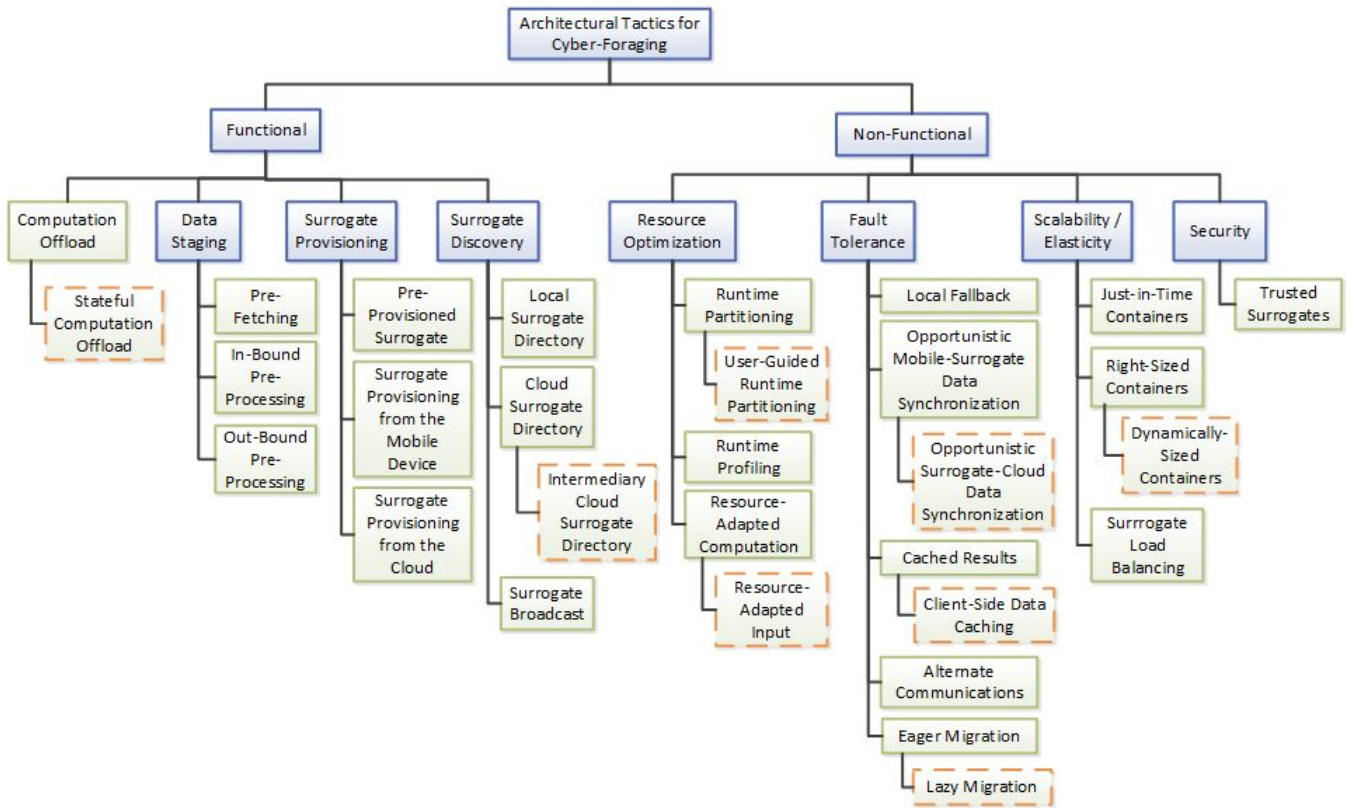 Architectural Tactics for
Cyber-Foraging
Functional
Non-Functional
Computation
Offload
Stateful
Computation
Offload
Data
Staging
Pre-
Fetching
In-Bound
Pre-
Processing
Out-Bound
Pre-
Processing
Surrogate
Provisioning
Pre-
Provisioned
Surrogate
Surrogate
Provisioning
from the
Mobile
Device
Surrogate
Provisioning
from the
Cloud
Surrogate
Discovery
Local
Surrogate
Directory
Cloud
Surrogate
Directory
Intermediary
Cloud
Surrogate
Directory
Surrogate
Broadcast
Resource
Optimization
Runtime
Partitioning
User-Guided
Runtime
Partitioning
Runtime
Profiling
Resource-
Adapted
Computation
Resource-
Adapted
Input
Fault
Tolerance
Local Fallback
Opportunistic
Mobile-Surrogate
Data
Synchronization
Opportunistic
Surrogate-Cloud
Data
Synchronization
Cached Results
Client-Side Data
Caching
Alternate
Communications
Eager Migration
Lazy Migration
Scalability /
Elasticity
Just-in-Time
Containers
Right-Sized
Containers
Dynamically-
Sized
Containers
Surrrogate
Load
Balancing
Security
Trusted
Surrogates